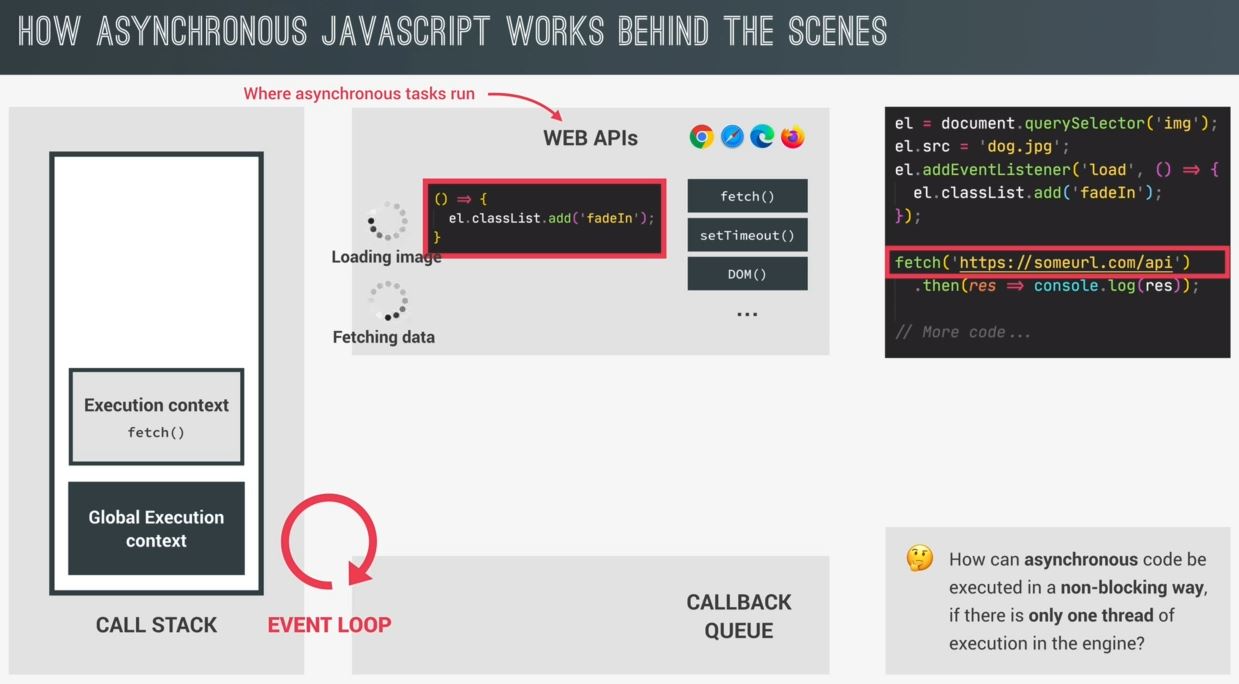 HOW ASYNCHRONOUS JAVASCRIPT WORKS BEHIND THE SCENES
Where asynchronous tasks run
WEB APIs
() => {
el.classList.add('fadeIn');
}
Loading image
Fetching data
fetch()
setTimeout()
DOM()
...
el = document.querySelector('img');
el.src = 'dog.jpg';
el.addEventListener('load', () => {
el.classList.add('fadeIn');
});
fetch('https://someurl.com/api')
.then(res => console.log(res));
// More code...
Execution context
fetch()
Global Execution
context
CALL STACK
EVENT LOOP
CALLBACK
QUEUE
How can asynchronous code be
executed in a non-blocking way,
if there is only one thread of
execution in the engine?